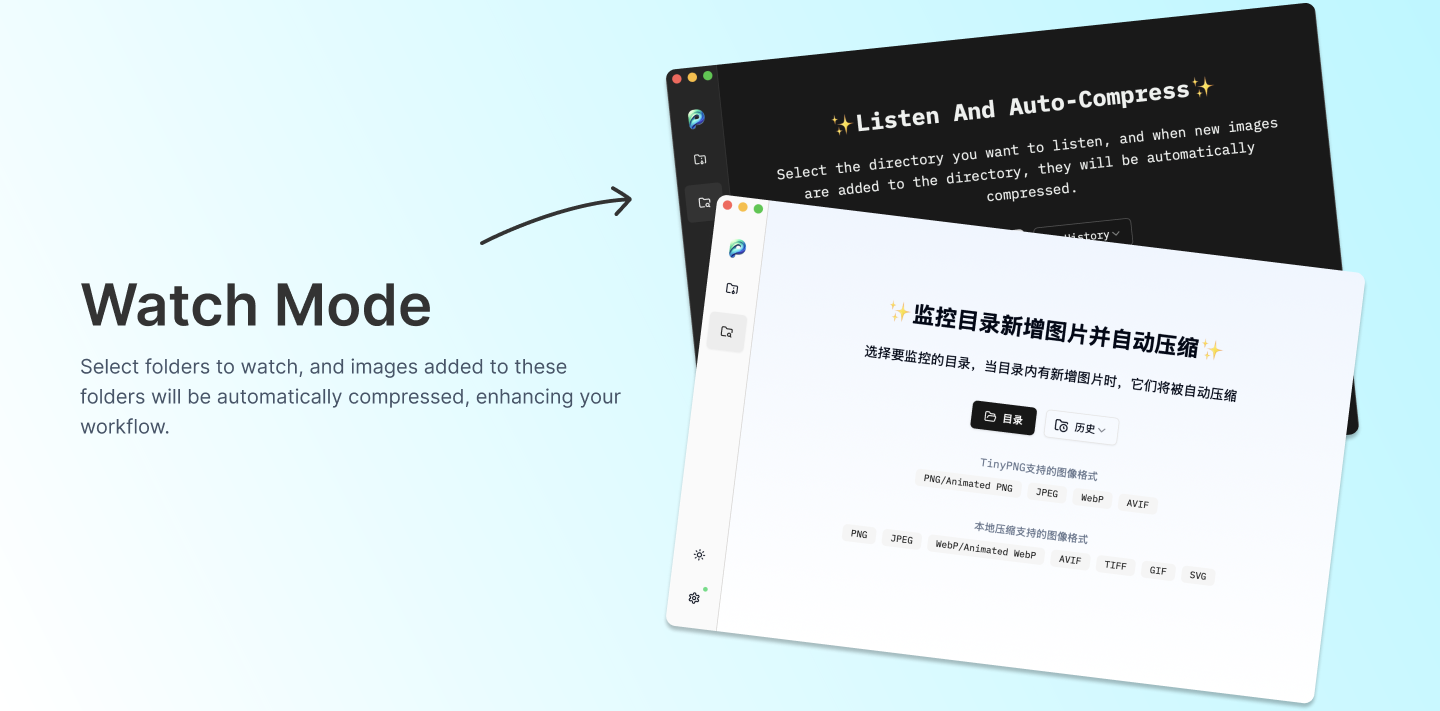 Watch Mode
Select folders to watch, and images added to these
folders will be automatically compressed, enhancing your
workflow.
✨Listen And Auto-Compress✨
Select the directory you want to listen, and when new images
are added to the directory, they will be automatically
compressed.
History
✨监控目录新增图片并自动压缩✨
选择要监控的目录，当目录内有新增图片时，它们将被自动压缩
目录 历史
TinyPNG支持的图像格式
PNG/Animated PNG JPEG WebP AVIF
本地压缩支持的图像格式
PNG JPEG WebP/Animated WebP AVIF TIFF GIF SVG